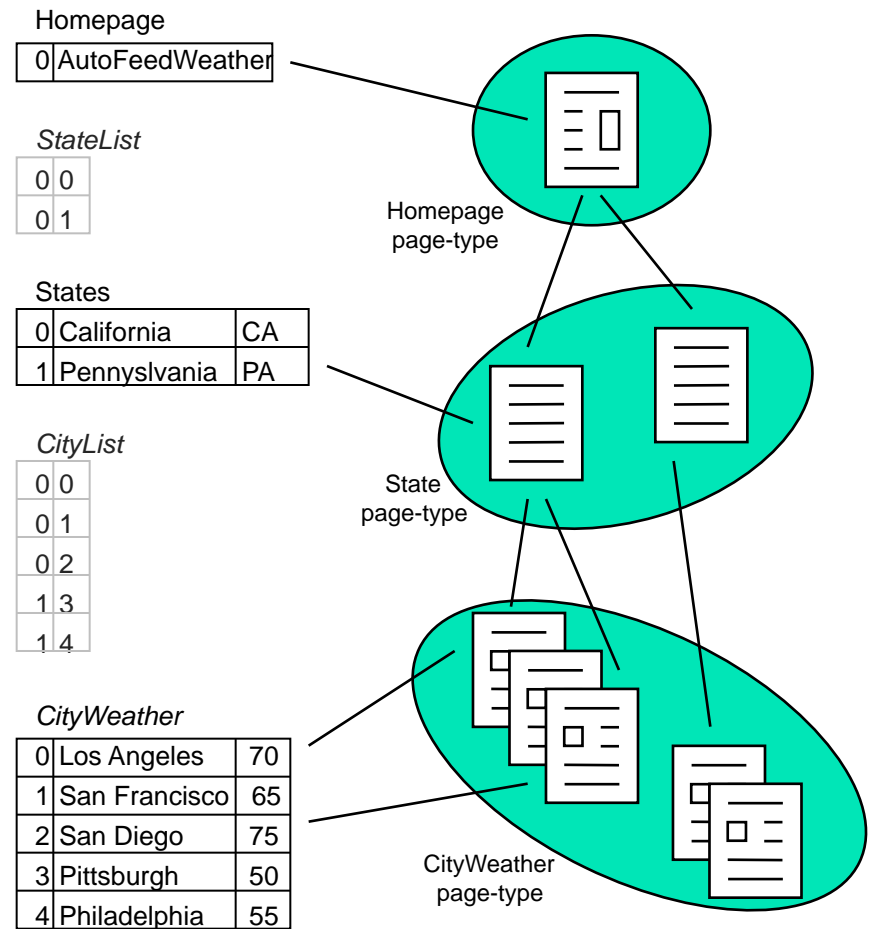 Homepage
0 AutoFeedWeather
StateList
0 0
0 1
Homepage
page-type
States
0 California CA
1 Pennyslvania PA
CityList
0 0
0 1
0 2
1 3
1 4
State
page-type
CityWeather
0 Los Angeles 70
1 San Francisco 65
2 San Diego 75
3 Pittsburgh 50
4 Philadelphia 55
CityWeather
page-type